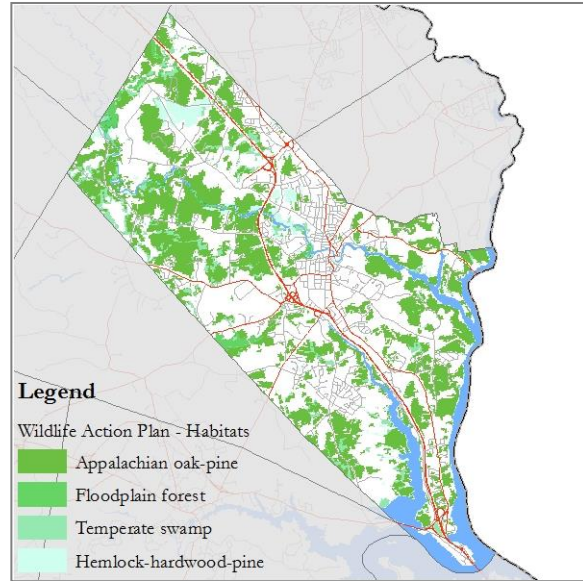 Legend
Wildlife Action Plan - Habitats
Appalachian oak-pine
Floodplain forest
Temperate swamp
Hemlock-hardwood-pine